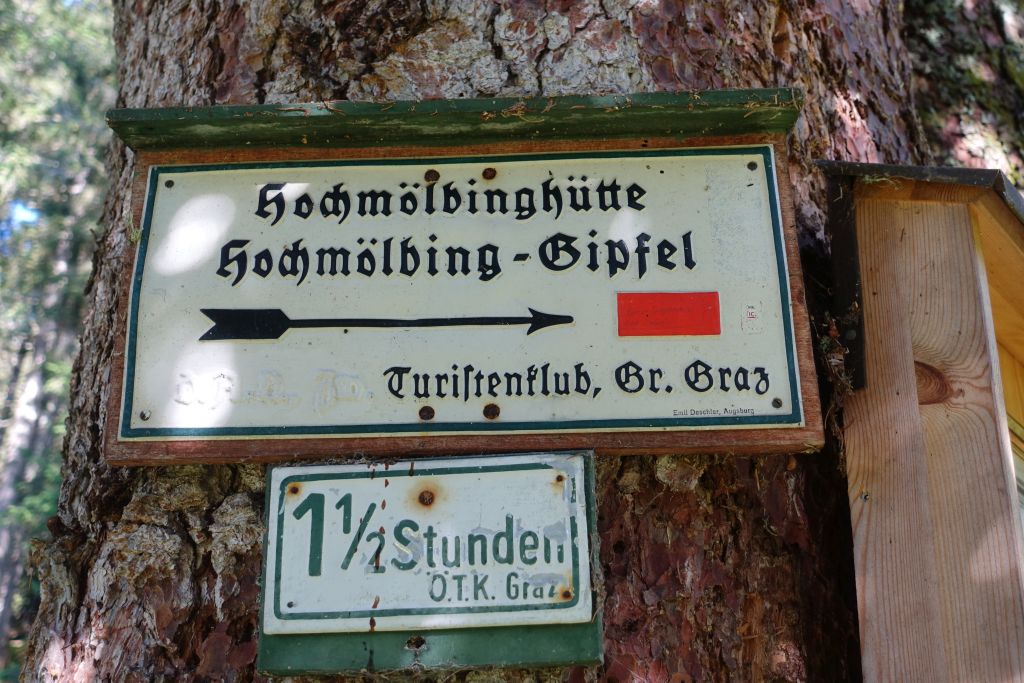 Hochmölbinghütte
Hochmölbing-Gipfel
Turistenklub, Gr. Graz
Emil Deschler, Augsburg
1½ Stunden
Ö.T.K. Graz